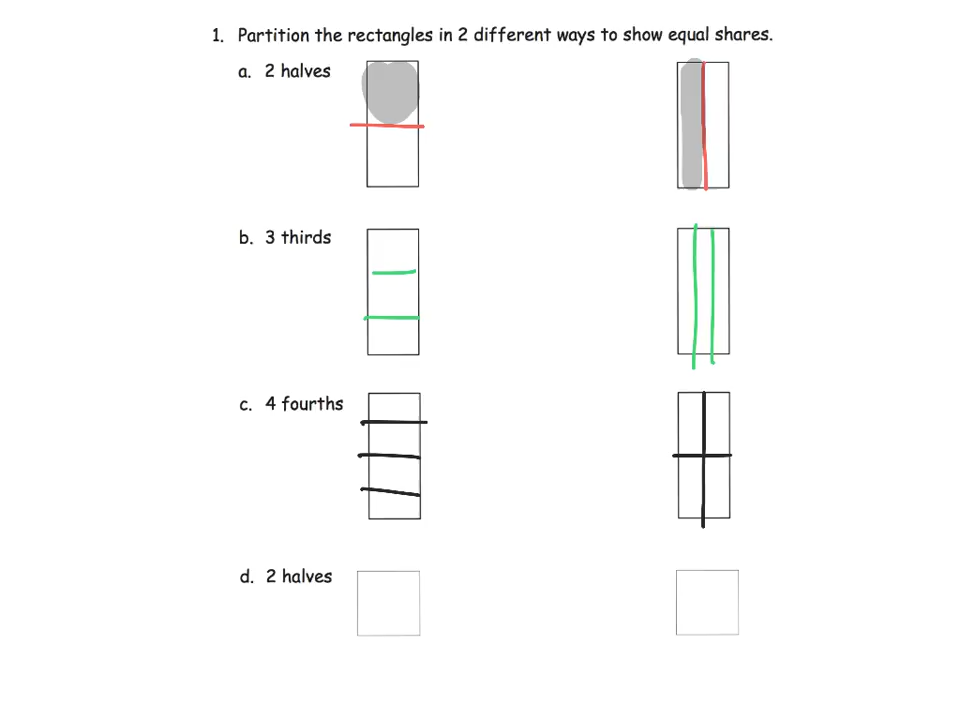 1. Partition the rectangles in 2 different ways to show equal shares.
a. 2 halves
b. 3 thirds
c. 4 fourths
d. 2 halves